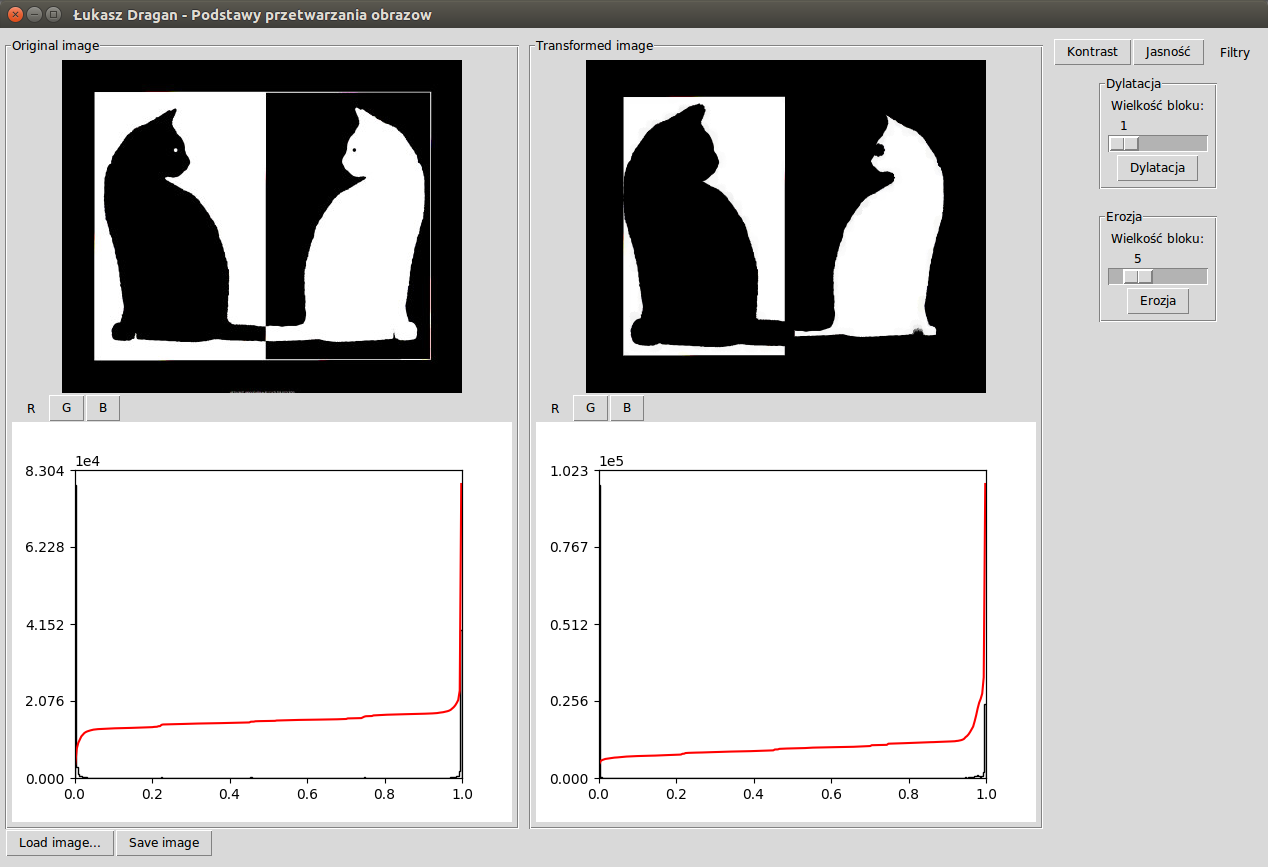 Łukasz Dragan - Podstawy przetwarzania obrazow
Original image
R G B
1e4
8.304
6.228
4.152
2.076
0.000
0.0 0.2 0.4 0.6 0.8 1.0
Transformed image
R G B
1e5
1.023
0.767
0.512
0.256
0.000
0.0 0.2 0.4 0.6 0.8 1.0
Kontrast Jasność Filtry
Dylatacja
Wielkość bloku:
1
Dylatacja
Erozja
Wielkość bloku:
5
Erozja
Load image... Save image